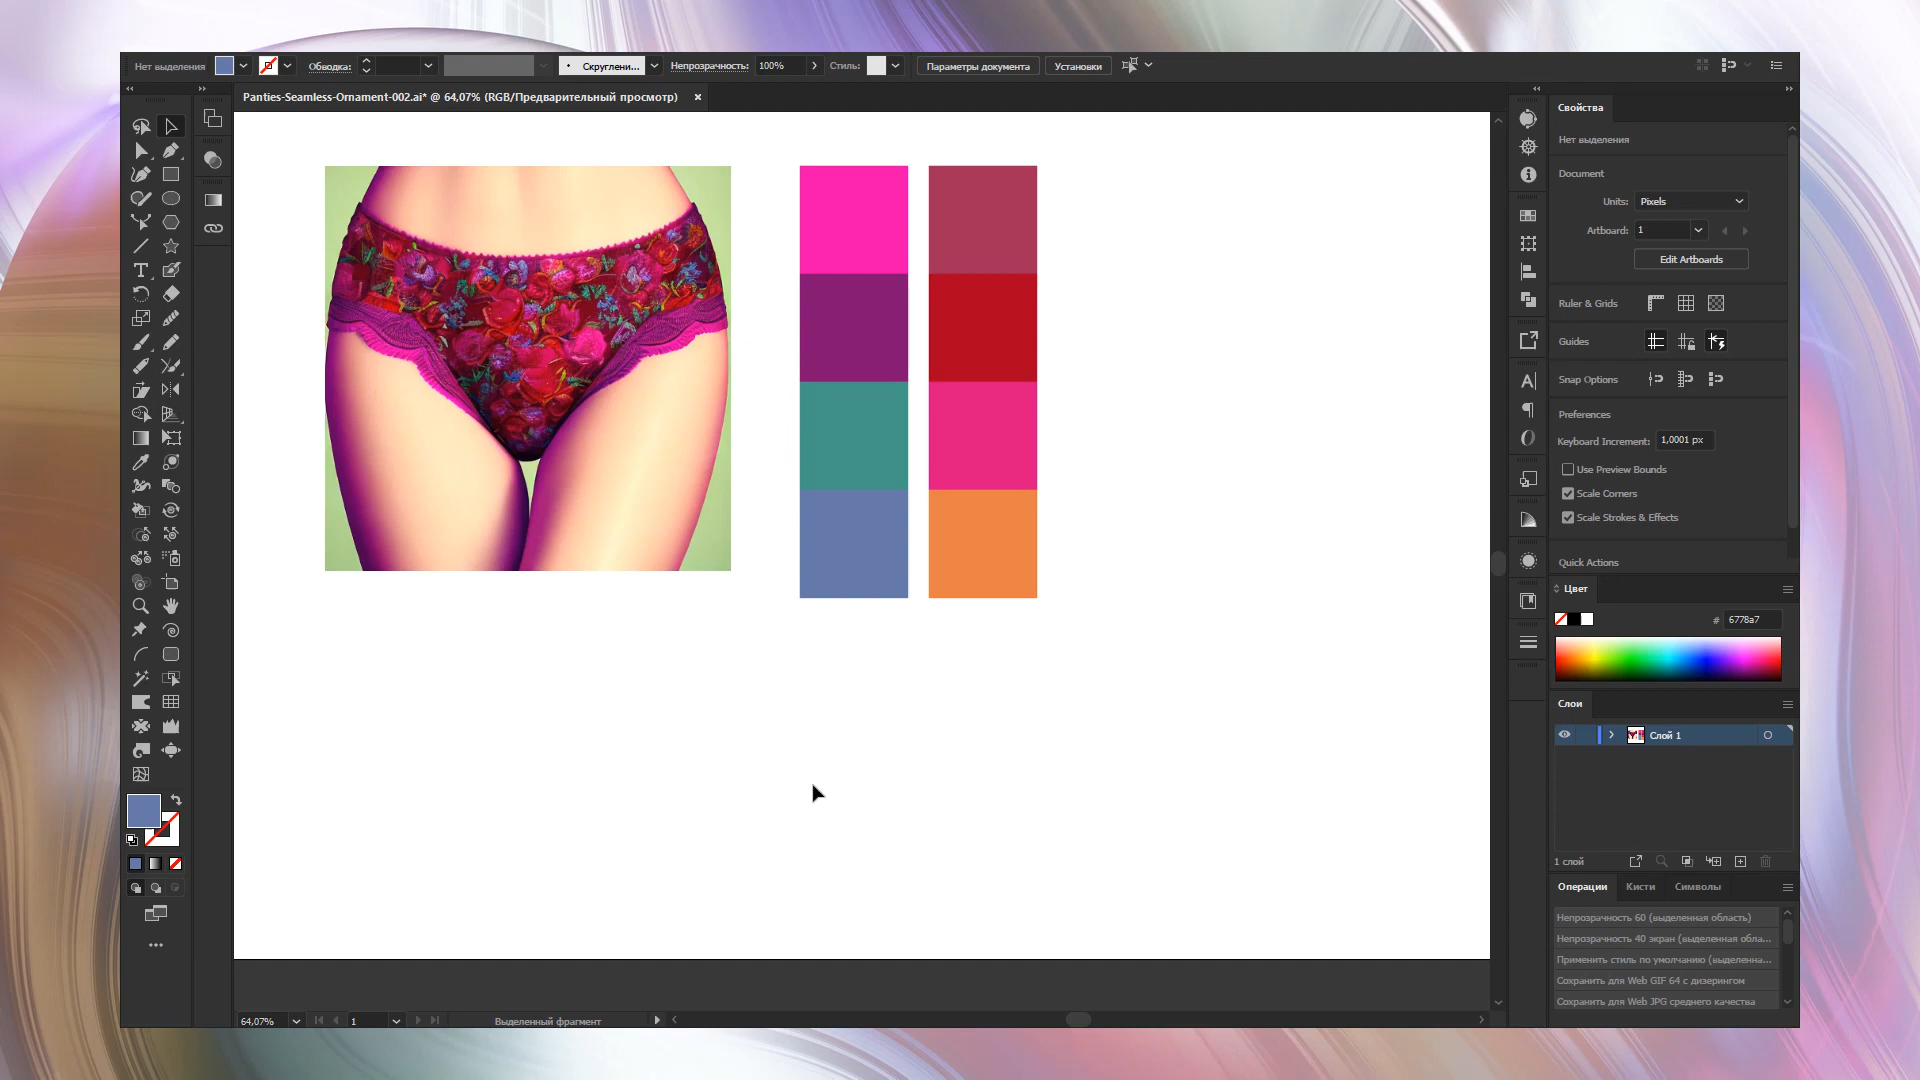 Нет выделения
Обводка:
Скруглени...
Непрозрачность: 100%
Стиль:
Параметры документа
Установки
Panties-Seamless-Ornament-002.ai* @ 64,07% (RGB/Предварительный просмотр) ×
Свойства
Нет выделения
Document
Units: Pixels
Artboard: 1
Edit Artboards
Ruler & Grids
Guides
Snap Options
Preferences
Keyboard Increment: 1,0001 px
Use Preview Bounds
Scale Corners
Scale Strokes & Effects
Quick Actions
Цвет
# 6778a7
Слои
Слой 1
1 слой
Операции Кисти Символы
Непрозрачность 60 (выделенная область)
Непрозрачность 40 экран (выделенная обла...
Применить стиль по умолчанию (выделенна...
Сохранить для Web GIF 64 с дизерингом
Сохранить для Web JPG среднего качества
64,07% 1 Выделенный фрагмент